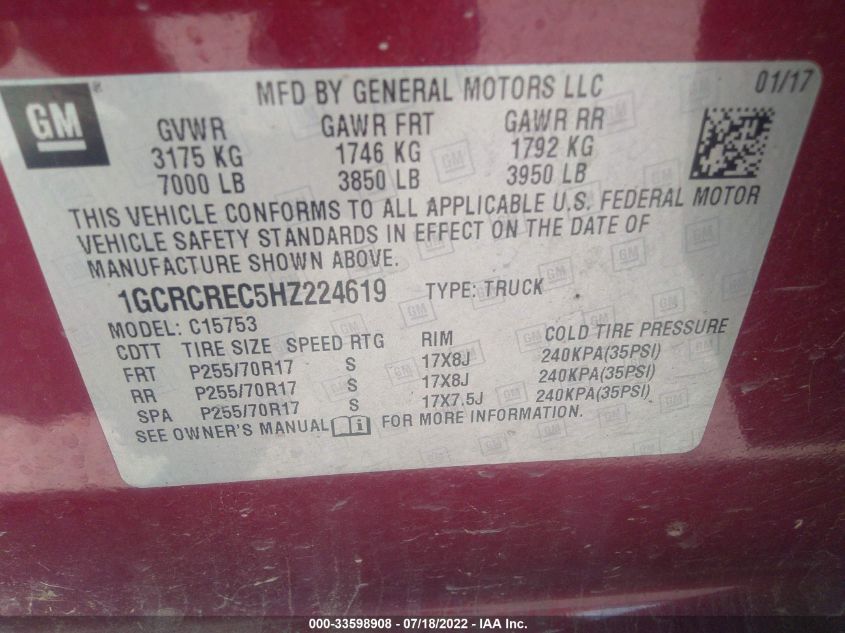 GM ®
MFD BY GENERAL MOTORS LLC 01/17
GVWR GAWR FRT GAWR RR
3175 KG 1746 KG 1792 KG
7000 LB 3850 LB 3950 LB
THIS VEHICLE CONFORMS TO ALL APPLICABLE U.S. FEDERAL MOTOR
VEHICLE SAFETY STANDARDS IN EFFECT ON THE DATE OF
MANUFACTURE SHOWN ABOVE.
1GCRCREC5HZ224619 TYPE: TRUCK
MODEL: C15753
CDTT TIRE SIZE SPEED RTG RIM COLD TIRE PRESSURE
FRT P255/70R17 S 17X8J 240KPA(35PSI)
RR P255/70R17 S 17X8J 240KPA(35PSI)
SPA P255/70R17 S 17X7.5J 240KPA(35PSI)
SEE OWNER'S MANUAL FOR MORE INFORMATION.
000-33598908 - 07/18/2022 - IAA Inc.